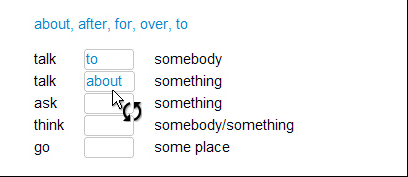 about, after, for, over, to
talk to somebody
talk about something
ask something
think somebody/something
go some place